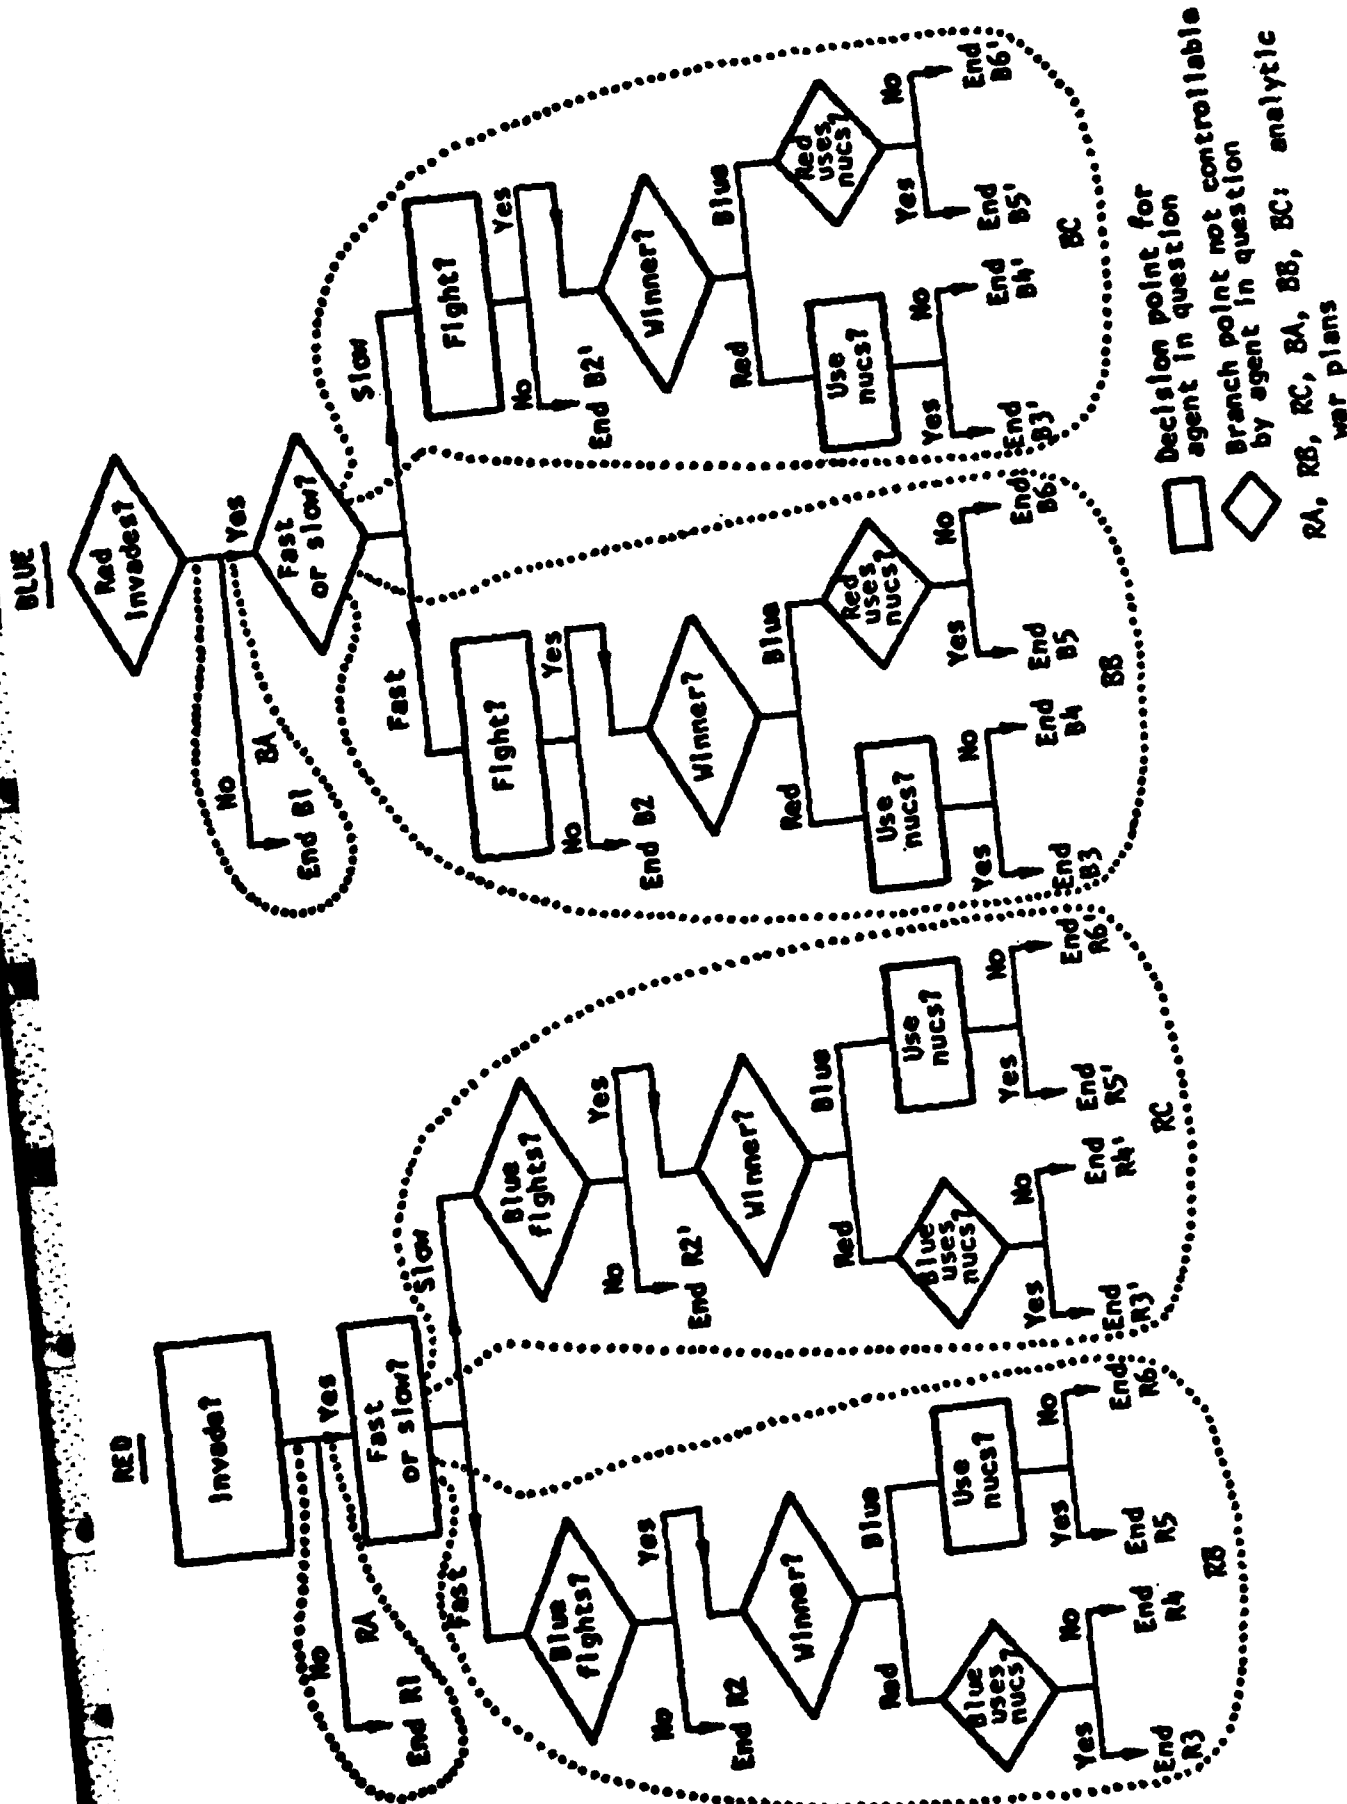 RED
Invade?
No
Yes
RA
End R1
Fast
or slow?
Fast
Slow
Blue
fights?
No
Yes
End R2
Winner?
Red
Blue
Blue
uses
nucs?
Use
nucs?
Yes
No
Yes
No
End
R3
End
R4
End
R5
End
R6
RB
Blue
fights?
No
Yes
End R2'
Winner?
Red
Blue
Blue
uses
nucs?
Use
nucs?
Yes
No
Yes
No
End
R3'
End
R4'
End
R5'
End
R6'
RC
BLUE
Red
invades?
No
Yes
BA
End B1
Fast
or slow?
Fast
Slow
Fight?
No
Yes
End B2
Winner?
Red
Blue
Use
nucs?
Red
uses
nucs?
Yes
No
Yes
No
End
B3
End
B4
End
B5
End
B6
BB
Fight?
No
Yes
End B2'
Winner?
Red
Blue
Use
nucs?
Red
uses
nucs?
Yes
No
Yes
No
End
B3'
End
B4'
End
B5'
End
B6'
BC
Decision point for
agent in question
Branch point not controllable
by agent in question
RA, RB, RC, BA, BB, BC: analytic
war plans